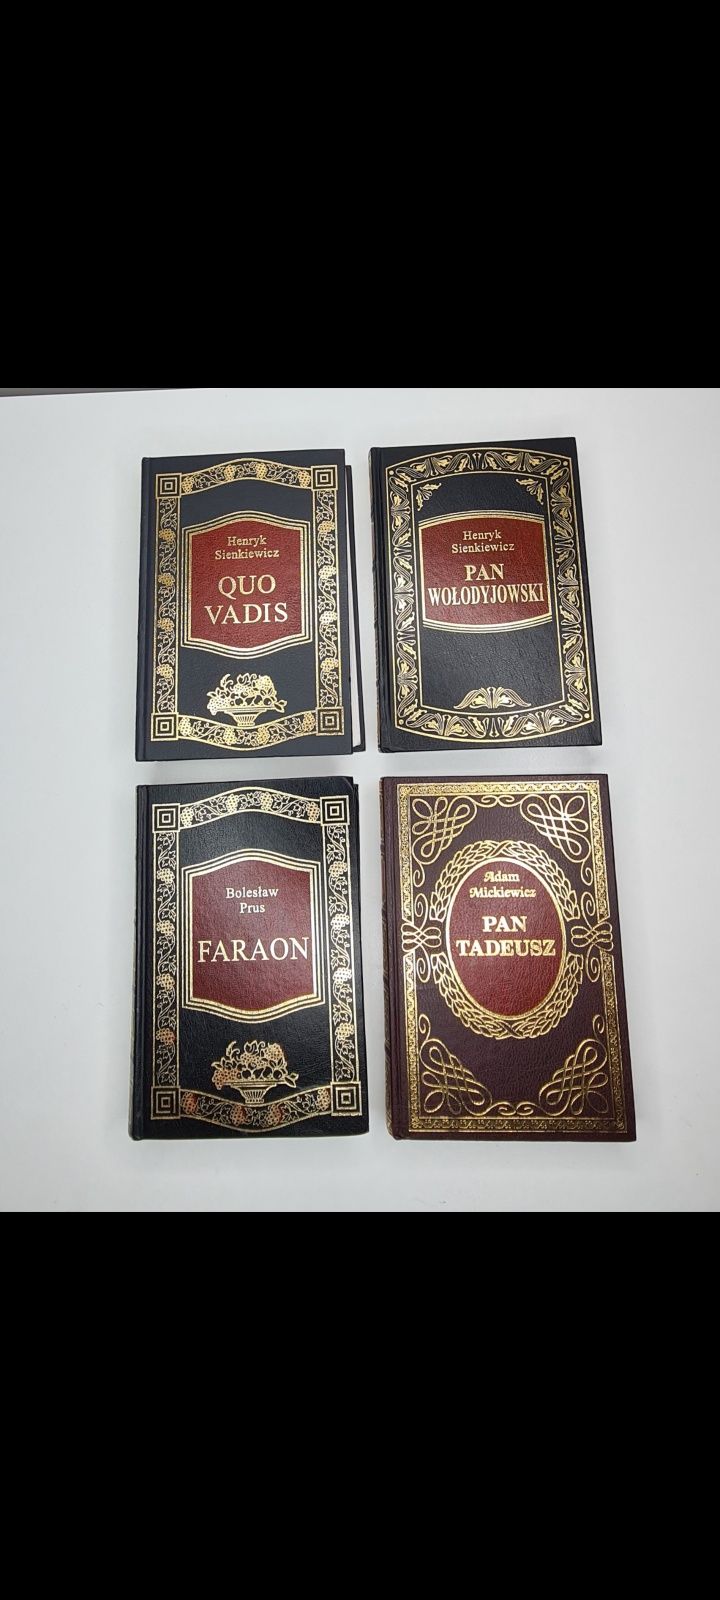 Henryk
Sienkiewicz
QUO
VADIS
Henryk
Sienkiewicz
PAN
WOŁODYJOWSKI
Bolesław
Prus
FARAON
Adam
Mickiewicz
PAN
TADEUSZ